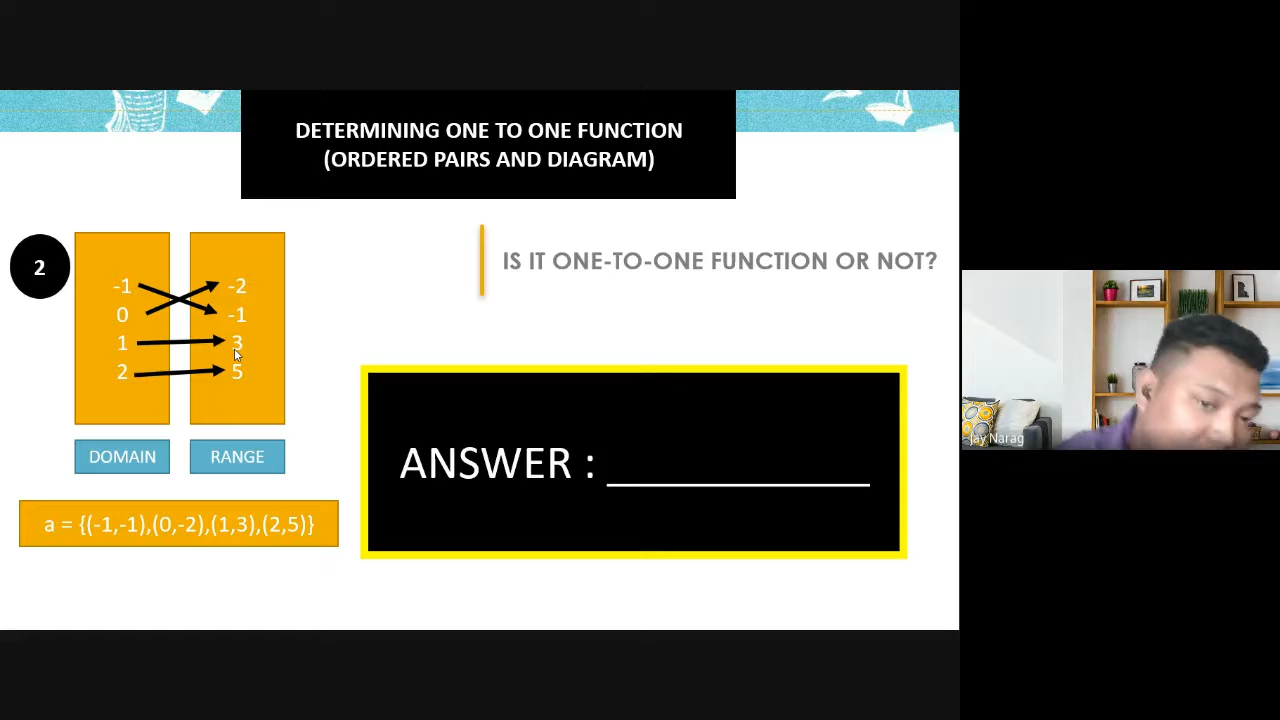 DETERMINING ONE TO ONE FUNCTION
(ORDERED PAIRS AND DIAGRAM)
2
IS IT ONE-TO-ONE FUNCTION OR NOT?
-1 -2
0 -1
1 3
2 5
DOMAIN RANGE
a = {(-1,-1),(0,-2),(1,3),(2,5)}
ANSWER : ____________
Jay Narag